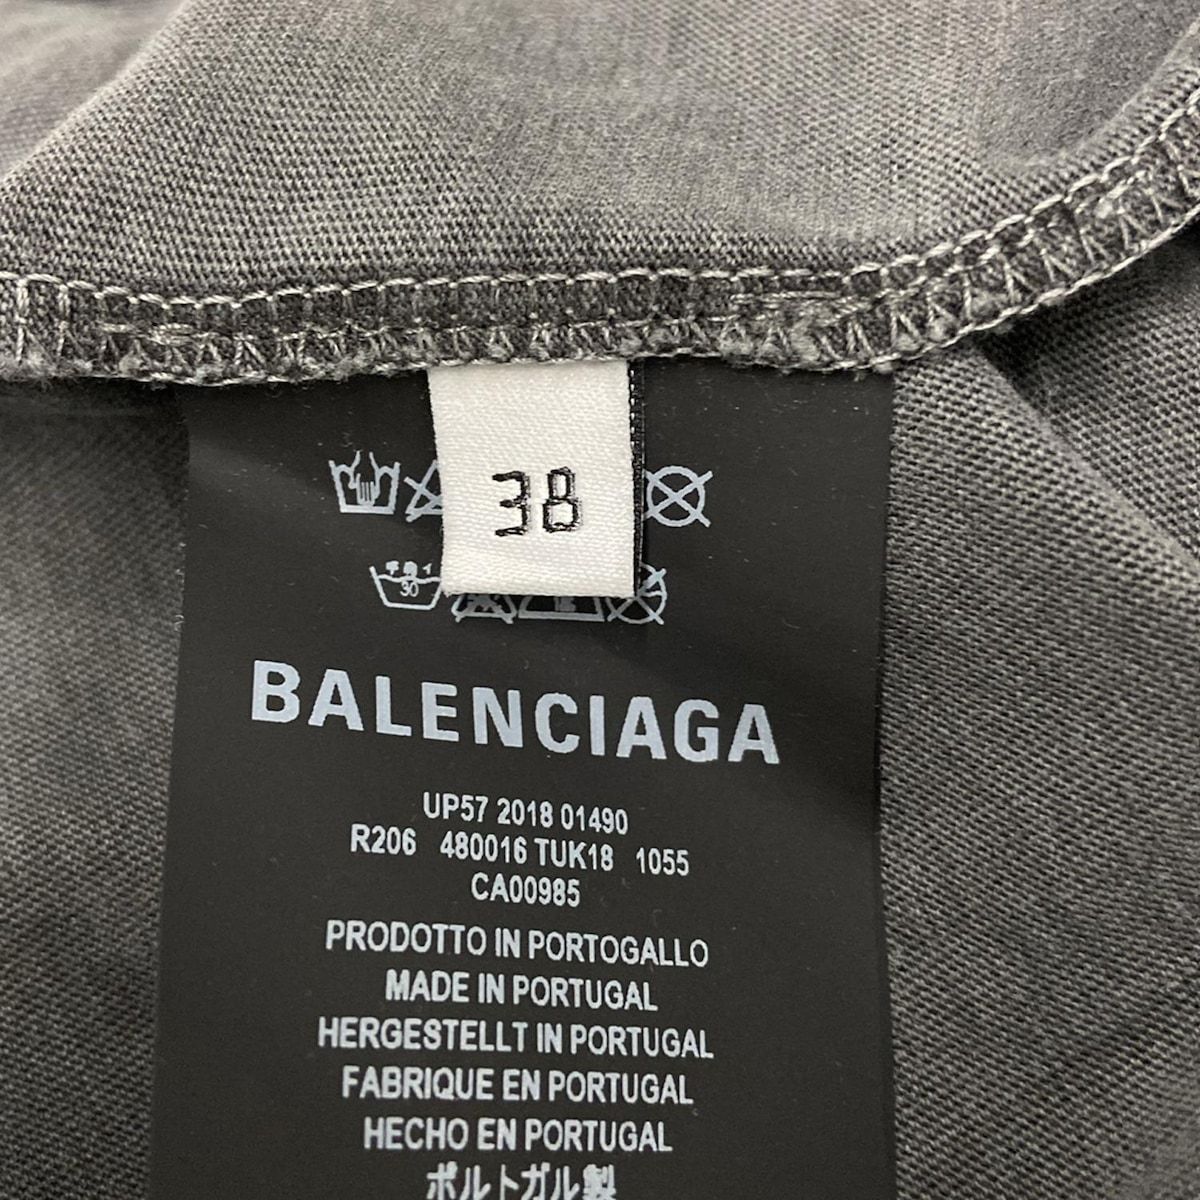 38
30
BALENCIAGA
UP57 2018 01490
R206 480016 TUK18 1055
CA00985
PRODOTTO IN PORTOGALLO
MADE IN PORTUGAL
HERGESTELLT IN PORTUGAL
FABRIQUE EN PORTUGAL
HECHO EN PORTUGAL
ポルトガル製